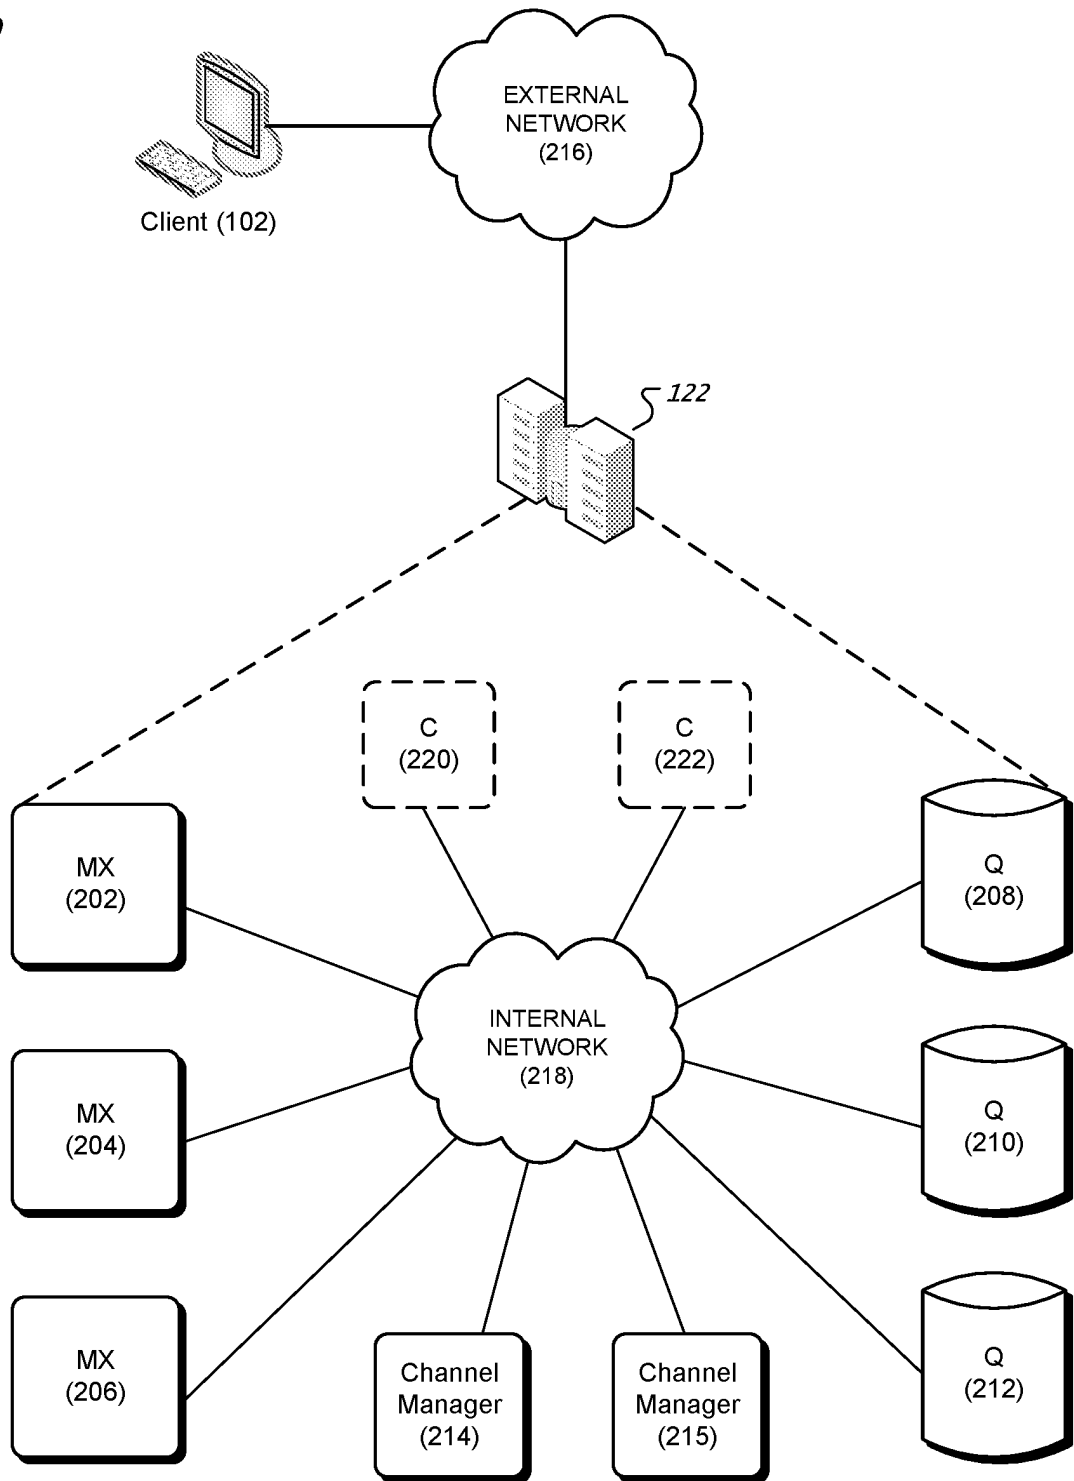 EXTERNAL
NETWORK
(216)
Client (102)
122
C
(220)
C
(222)
MX
(202)
Q
(208)
INTERNAL
NETWORK
(218)
MX
(204)
Q
(210)
MX
(206)
Channel
Manager
(214)
Channel
Manager
(215)
Q
(212)